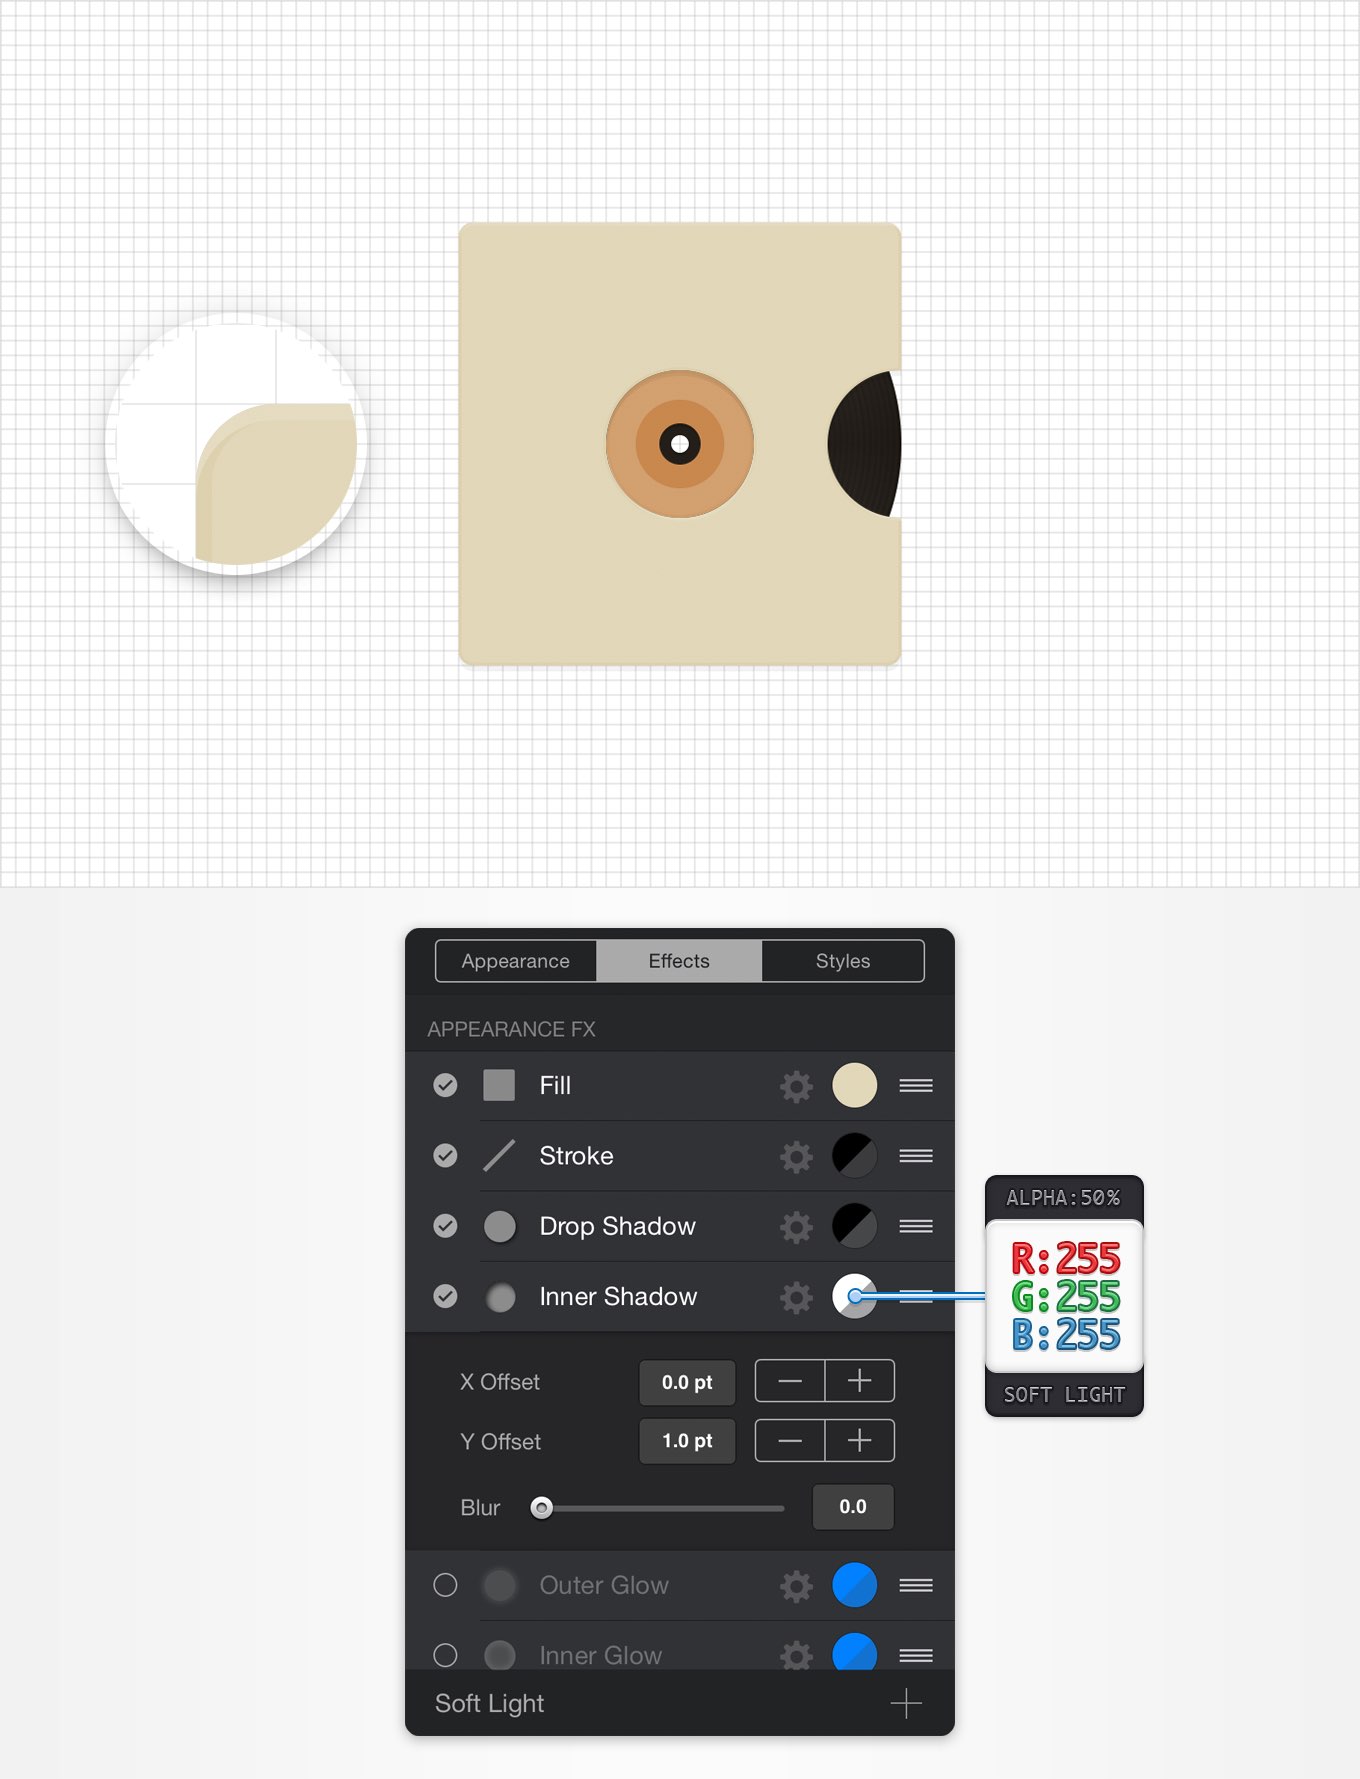 Appearance Effects Styles
APPEARANCE FX
Fill
Stroke
Drop Shadow
Inner Shadow
X Offset 0.0 pt
Y Offset 1.0 pt
Blur 0.0
Outer Glow
Inner Glow
Soft Light
ALPHA:50%
R:255
G:255
B:255
SOFT LIGHT